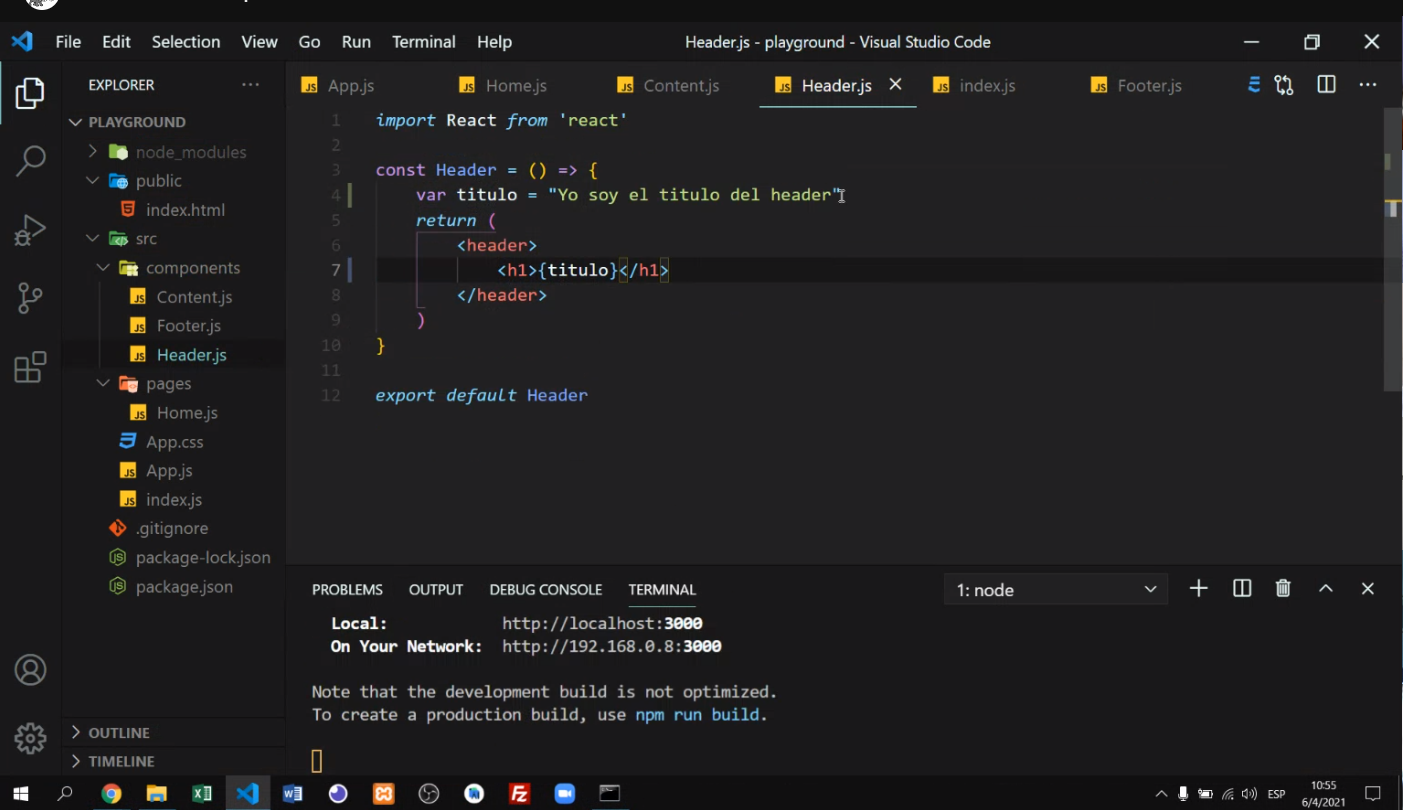 File Edit Selection View Go Run Terminal Help Header.js - playground - Visual Studio Code
EXPLORER
App.js Home.js Content.js Header.js index.js Footer.js
PLAYGROUND
node_modules
public
index.html
src
components
Content.js
Footer.js
Header.js
pages
Home.js
App.css
App.js
index.js
.gitignore
package-lock.json
package.json
OUTLINE
TIMELINE
1 import React from 'react'
2
3 const Header = () => {
4 var titulo = "Yo soy el titulo del header"
5 return (
6 <header>
7 <h1>{titulo}</h1>
8 </header>
9 )
10 }
11
12 export default Header
PROBLEMS OUTPUT DEBUG CONSOLE TERMINAL 1: node
Local: http://localhost:3000
On Your Network: http://192.168.0.8:3000
Note that the development build is not optimized.
To create a production build, use npm run build.
ESP
10:55
6/4/2021